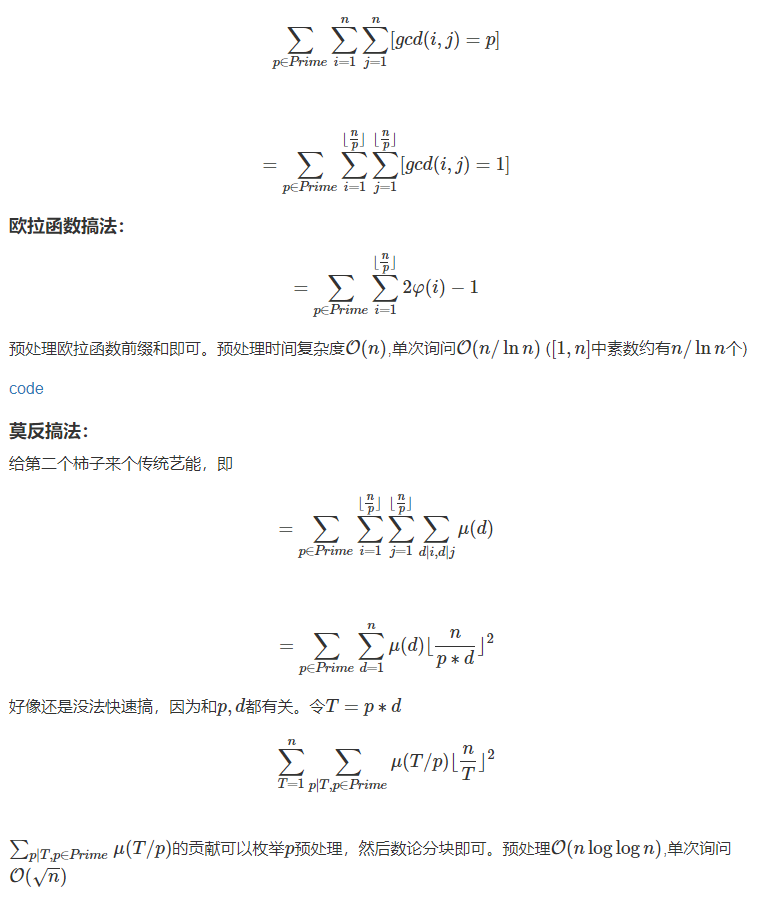 $$\sum_{p\in Prime}\sum_{i=1}^{n}\sum_{j=1}^{n}[gcd(i,j)=p]$$
$$=\sum_{p\in Prime}\sum_{i=1}^{\lfloor\frac{n}{p}\rfloor}\sum_{j=1}^{\lfloor\frac{n}{p}\rfloor}[gcd(i,j)=1]$$
欧拉函数搞法：
$$=\sum_{p\in Prime}\sum_{i=1}^{\lfloor\frac{n}{p}\rfloor}2\varphi(i)-1$$
预处理欧拉函数前缀和即可。预处理时间复杂度$\mathcal{O}(n)$,单次询问$\mathcal{O}(n/\ln n)$ ($[1,n]$中素数约有$n/\ln n$个)
code
莫反搞法：
给第二个柿子来个传统艺能，即
$$=\sum_{p\in Prime}\sum_{i=1}^{\lfloor\frac{n}{p}\rfloor}\sum_{j=1}^{\lfloor\frac{n}{p}\rfloor}\sum_{d|i,d|j}\mu(d)$$
$$=\sum_{p\in Prime}\sum_{d=1}^{n}\mu(d)\lfloor\frac{n}{p*d}\rfloor^2$$
好像还是没法快速搞，因为和$p,d$都有关。令$T=p*d$
$$\sum_{T=1}^{n}\sum_{p|T,p\in Prime}\mu(T/p)\lfloor\frac{n}{T}\rfloor^2$$
$\sum_{p|T,p\in Prime}\mu(T/p)$的贡献可以枚举$p$预处理，然后数论分块即可。预处理$\mathcal{O}(n\log\log n)$,单次询问
$\mathcal{O}(\sqrt{n})$